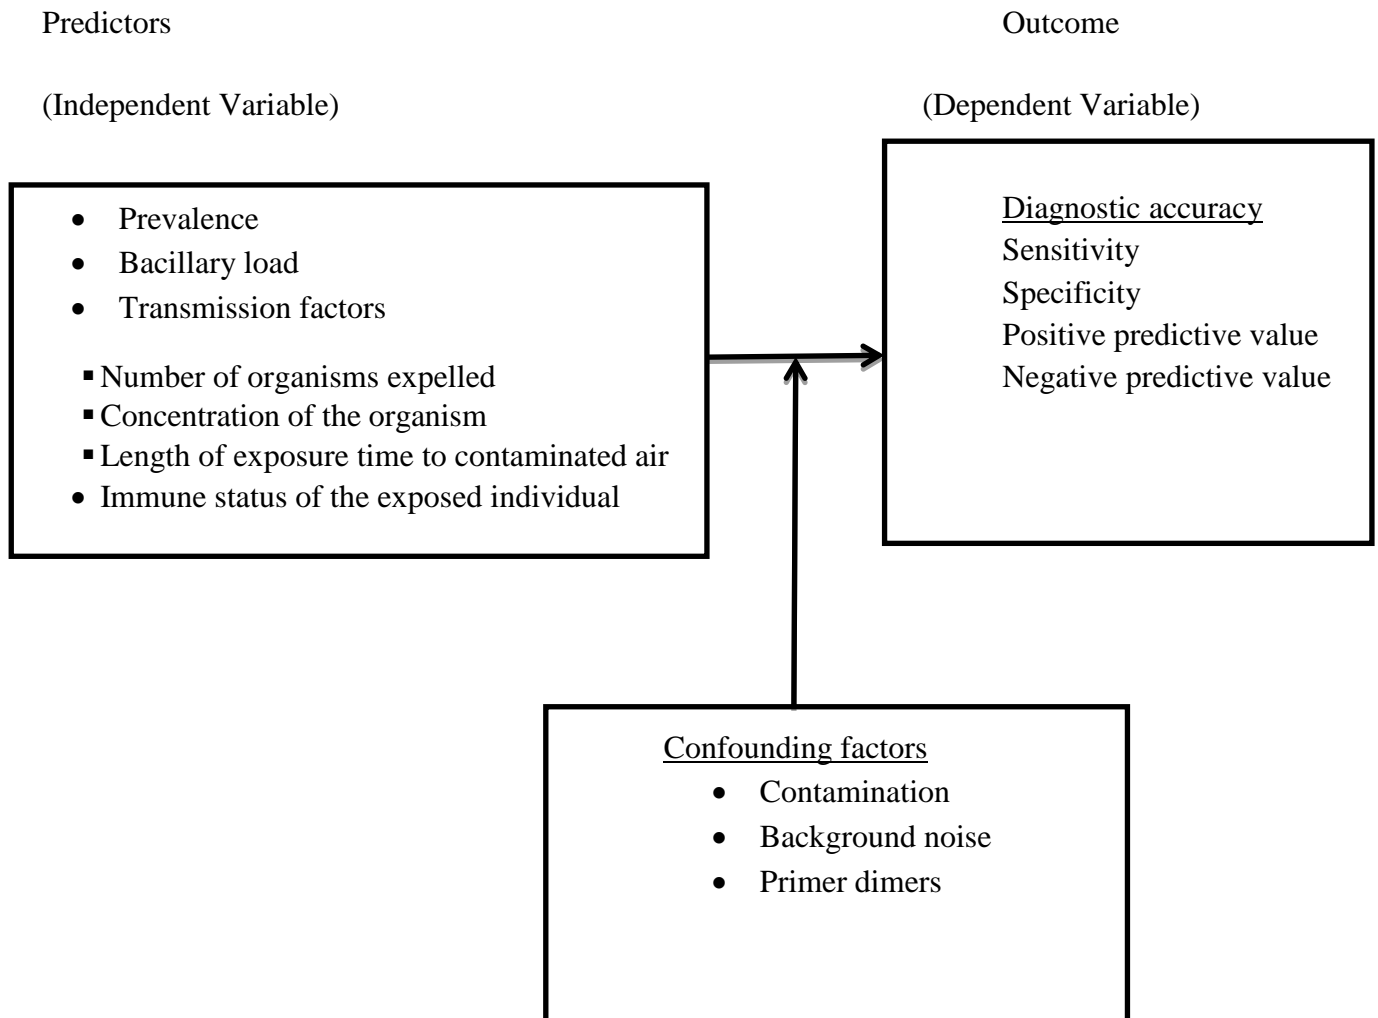 Predictors
Outcome
(Independent Variable)
(Dependent Variable)
• Prevalence
• Bacillary load
• Transmission factors
▪ Number of organisms expelled
▪ Concentration of the organism
▪ Length of exposure time to contaminated air
• Immune status of the exposed individual
Diagnostic accuracy
Sensitivity
Specificity
Positive predictive value
Negative predictive value
Confounding factors
• Contamination
• Background noise
• Primer dimers